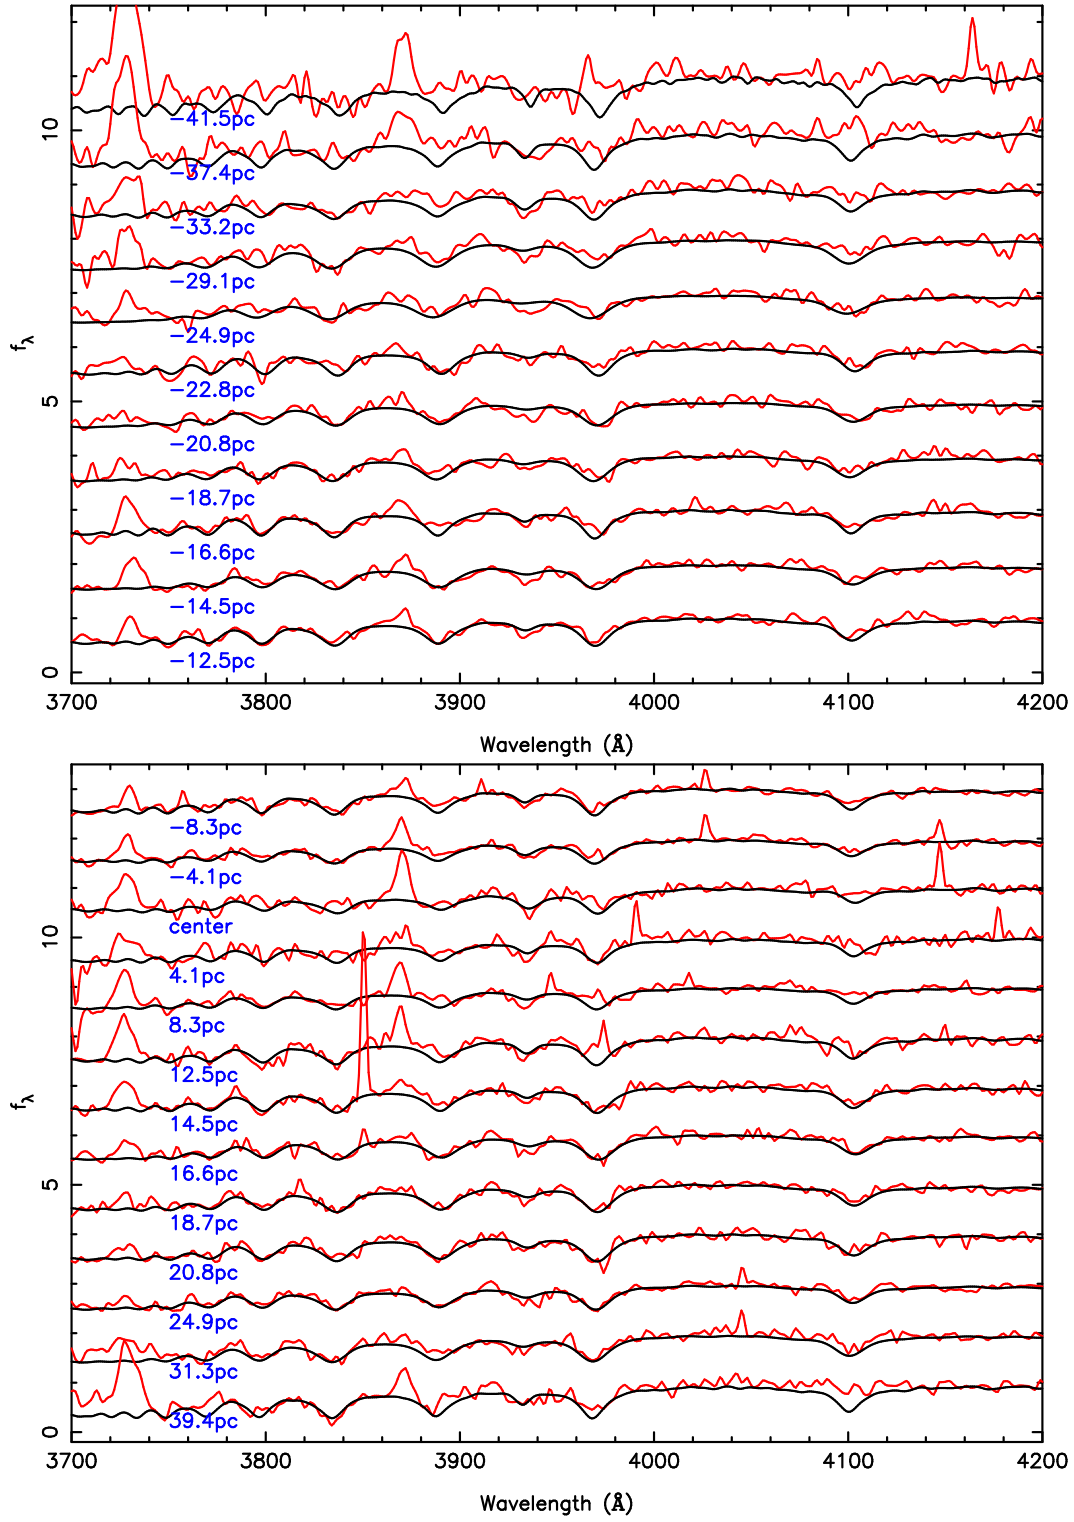 10
5
0
f_λ
−41.5pc
−37.4pc
−33.2pc
−29.1pc
−24.9pc
−22.8pc
−20.8pc
−18.7pc
−16.6pc
−14.5pc
−12.5pc
3700 3800 3900 4000 4100 4200
Wavelength (Å)
10
5
0
f_λ
−8.3pc
−4.1pc
center
4.1pc
8.3pc
12.5pc
14.5pc
16.6pc
18.7pc
20.8pc
24.9pc
31.3pc
39.4pc
3700 3800 3900 4000 4100 4200
Wavelength (Å)